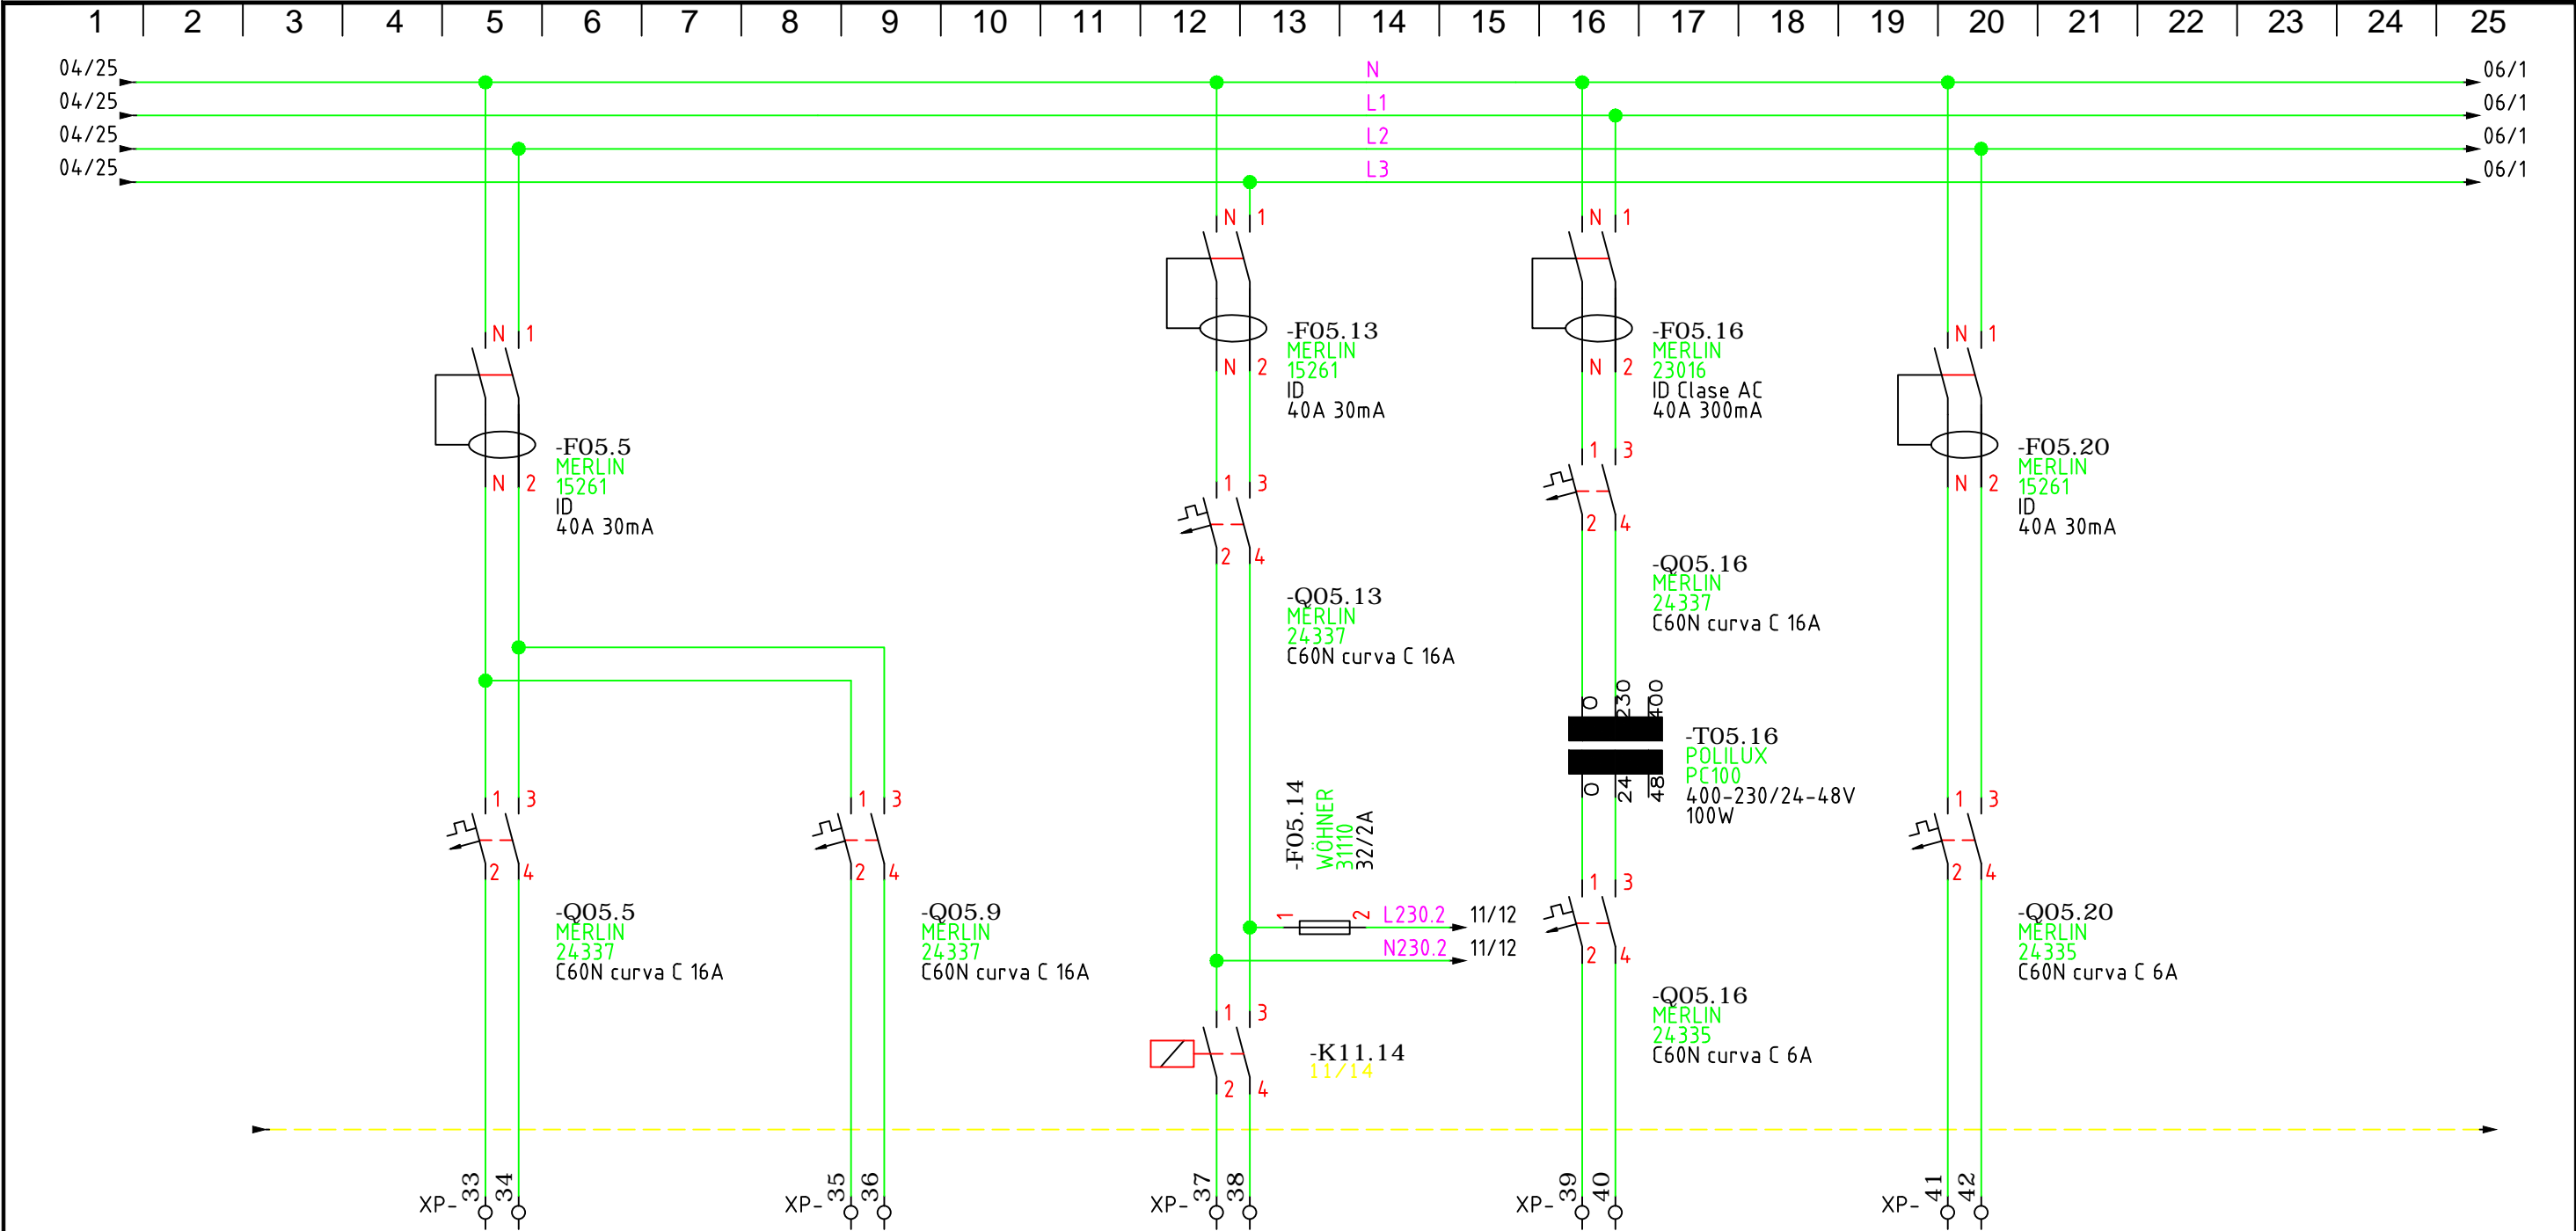 1 2 3 4 5 6 7 8 9 10 11 12 13 14 15 16 17 18 19 20 21 22 23 24 25
04/25 N 06/1
04/25 L1 06/1
04/25 L2 06/1
04/25 L3 06/1
N 1
N 2
-F05.5
MERLIN
15261
ID
40A 30mA
1 3
2 4
-Q05.5
MERLIN
24337
C60N curva C 16A
XP- 33 34
1 3
2 4
-Q05.9
MERLIN
24337
C60N curva C 16A
XP- 35 36
N 1
N 2
-F05.13
MERLIN
15261
ID
40A 30mA
1 3
2 4
-Q05.13
MERLIN
24337
C60N curva C 16A
-F05.14
WÖHNER
31110
32/2A
1 2 L230.2 11/12
N230.2 11/12
1 3
2 4
-K11.14
11/14
XP- 37 38
N 1
N 2
-F05.16
MERLIN
23016
ID Clase AC
40A 300mA
1 3
2 4
-Q05.16
MERLIN
24337
C60N curva C 16A
0 230 400
0 24 48
-T05.16
POLILUX
PC100
400-230/24-48V
100W
1 3
2 4
-Q05.16
MERLIN
24335
C60N curva C 6A
XP- 39 40
N 1
N 2
-F05.20
MERLIN
15261
ID
40A 30mA
1 3
2 4
-Q05.20
MERLIN
24335
C60N curva C 6A
XP- 41 42